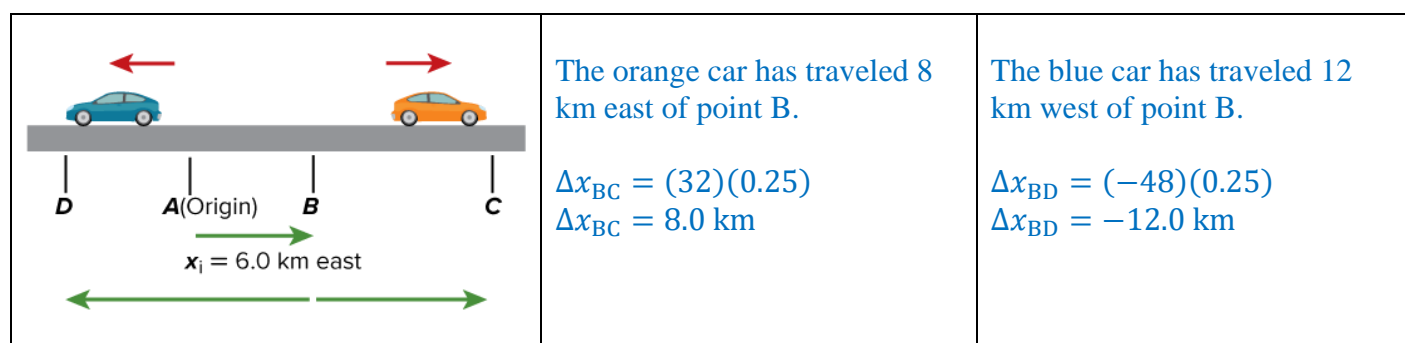 D A(Origin) B C
xᵢ = 6.0 km east
The orange car has traveled 8
km east of point B.
Δx_BC = (32)(0.25)
Δx_BC = 8.0 km
The blue car has traveled 12
km west of point B.
Δx_BD = (−48)(0.25)
Δx_BD = −12.0 km